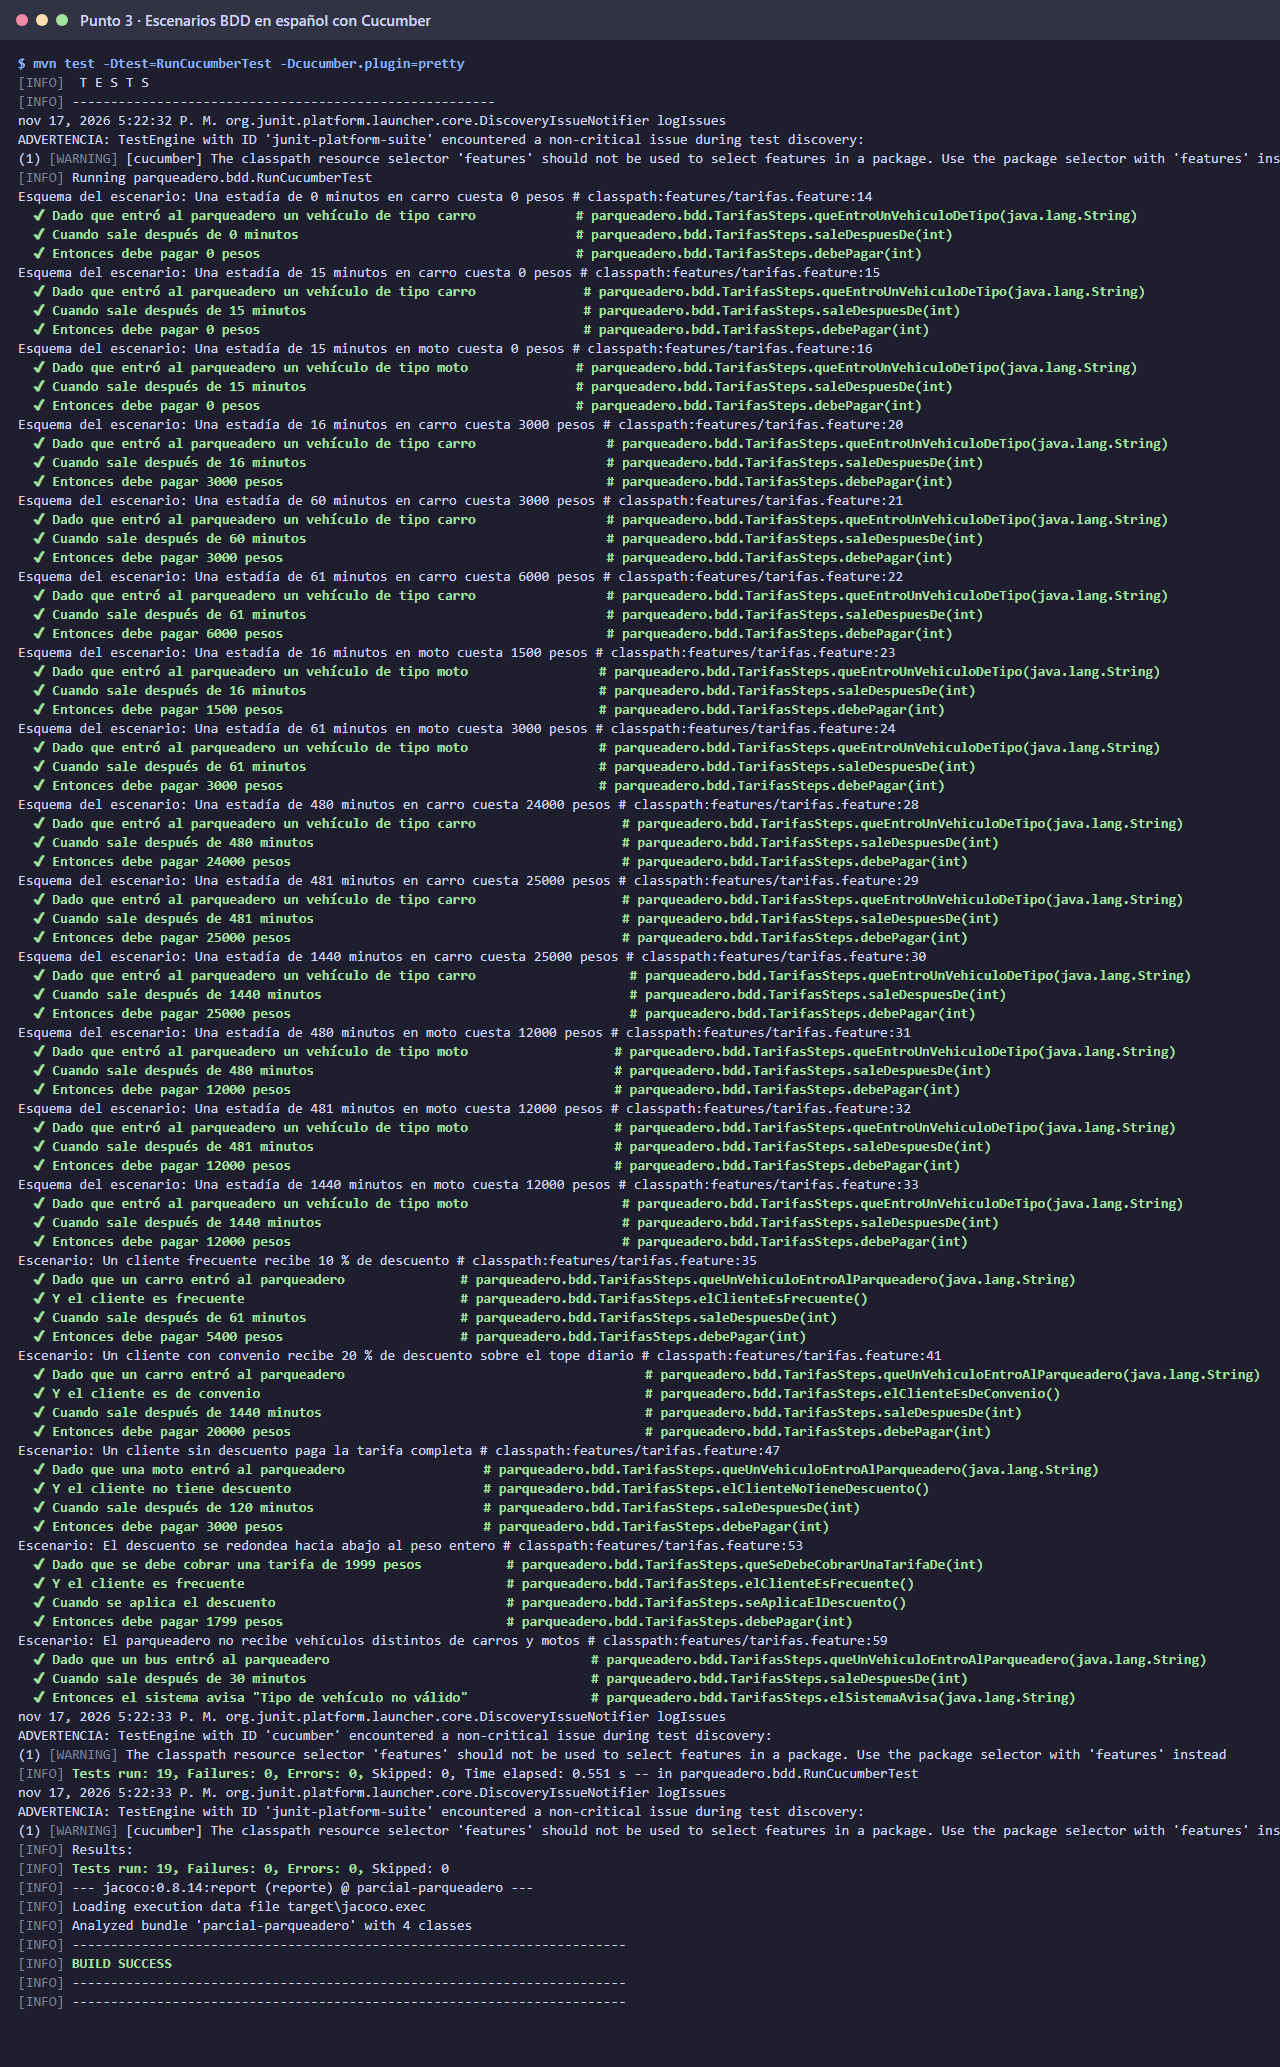 Punto 3 · Escenarios BDD en español con Cucumber
$ mvn test -Dtest=RunCucumberTest -Dcucumber.plugin=pretty
[INFO]  T E S T S
[INFO] -------------------------------------------------------
nov 17, 2026 5:22:32 P. M. org.junit.platform.launcher.core.DiscoveryIssueNotifier logIssues
ADVERTENCIA: TestEngine with ID 'junit-platform-suite' encountered a non-critical issue during test discovery:
(1) [WARNING] [cucumber] The classpath resource selector 'features' should not be used to select features in a package. Use the package selector with 'features' ins
[INFO] Running parqueadero.bdd.RunCucumberTest
Esquema del escenario: Una estadía de 0 minutos en carro cuesta 0 pesos # classpath:features/tarifas.feature:14
✔ Dado que entró al parqueadero un vehículo de tipo carro # parqueadero.bdd.TarifasSteps.queEntroUnVehiculoDeTipo(java.lang.String)
✔ Cuando sale después de 0 minutos # parqueadero.bdd.TarifasSteps.saleDespuesDe(int)
✔ Entonces debe pagar 0 pesos # parqueadero.bdd.TarifasSteps.debePagar(int)
Esquema del escenario: Una estadía de 15 minutos en carro cuesta 0 pesos # classpath:features/tarifas.feature:15
✔ Dado que entró al parqueadero un vehículo de tipo carro # parqueadero.bdd.TarifasSteps.queEntroUnVehiculoDeTipo(java.lang.String)
✔ Cuando sale después de 15 minutos # parqueadero.bdd.TarifasSteps.saleDespuesDe(int)
✔ Entonces debe pagar 0 pesos # parqueadero.bdd.TarifasSteps.debePagar(int)
Esquema del escenario: Una estadía de 15 minutos en moto cuesta 0 pesos # classpath:features/tarifas.feature:16
✔ Dado que entró al parqueadero un vehículo de tipo moto # parqueadero.bdd.TarifasSteps.queEntroUnVehiculoDeTipo(java.lang.String)
✔ Cuando sale después de 15 minutos # parqueadero.bdd.TarifasSteps.saleDespuesDe(int)
✔ Entonces debe pagar 0 pesos # parqueadero.bdd.TarifasSteps.debePagar(int)
Esquema del escenario: Una estadía de 16 minutos en carro cuesta 3000 pesos # classpath:features/tarifas.feature:20
✔ Dado que entró al parqueadero un vehículo de tipo carro # parqueadero.bdd.TarifasSteps.queEntroUnVehiculoDeTipo(java.lang.String)
✔ Cuando sale después de 16 minutos # parqueadero.bdd.TarifasSteps.saleDespuesDe(int)
✔ Entonces debe pagar 3000 pesos # parqueadero.bdd.TarifasSteps.debePagar(int)
Esquema del escenario: Una estadía de 60 minutos en carro cuesta 3000 pesos # classpath:features/tarifas.feature:21
✔ Dado que entró al parqueadero un vehículo de tipo carro # parqueadero.bdd.TarifasSteps.queEntroUnVehiculoDeTipo(java.lang.String)
✔ Cuando sale después de 60 minutos # parqueadero.bdd.TarifasSteps.saleDespuesDe(int)
✔ Entonces debe pagar 3000 pesos # parqueadero.bdd.TarifasSteps.debePagar(int)
Esquema del escenario: Una estadía de 61 minutos en carro cuesta 6000 pesos # classpath:features/tarifas.feature:22
✔ Dado que entró al parqueadero un vehículo de tipo carro # parqueadero.bdd.TarifasSteps.queEntroUnVehiculoDeTipo(java.lang.String)
✔ Cuando sale después de 61 minutos # parqueadero.bdd.TarifasSteps.saleDespuesDe(int)
✔ Entonces debe pagar 6000 pesos # parqueadero.bdd.TarifasSteps.debePagar(int)
Esquema del escenario: Una estadía de 16 minutos en moto cuesta 1500 pesos # classpath:features/tarifas.feature:23
✔ Dado que entró al parqueadero un vehículo de tipo moto # parqueadero.bdd.TarifasSteps.queEntroUnVehiculoDeTipo(java.lang.String)
✔ Cuando sale después de 16 minutos # parqueadero.bdd.TarifasSteps.saleDespuesDe(int)
✔ Entonces debe pagar 1500 pesos # parqueadero.bdd.TarifasSteps.debePagar(int)
Esquema del escenario: Una estadía de 61 minutos en moto cuesta 3000 pesos # classpath:features/tarifas.feature:24
✔ Dado que entró al parqueadero un vehículo de tipo moto # parqueadero.bdd.TarifasSteps.queEntroUnVehiculoDeTipo(java.lang.String)
✔ Cuando sale después de 61 minutos # parqueadero.bdd.TarifasSteps.saleDespuesDe(int)
✔ Entonces debe pagar 3000 pesos # parqueadero.bdd.TarifasSteps.debePagar(int)
Esquema del escenario: Una estadía de 480 minutos en carro cuesta 24000 pesos # classpath:features/tarifas.feature:28
✔ Dado que entró al parqueadero un vehículo de tipo carro # parqueadero.bdd.TarifasSteps.queEntroUnVehiculoDeTipo(java.lang.String)
✔ Cuando sale después de 480 minutos # parqueadero.bdd.TarifasSteps.saleDespuesDe(int)
✔ Entonces debe pagar 24000 pesos # parqueadero.bdd.TarifasSteps.debePagar(int)
Esquema del escenario: Una estadía de 481 minutos en carro cuesta 25000 pesos # classpath:features/tarifas.feature:29
✔ Dado que entró al parqueadero un vehículo de tipo carro # parqueadero.bdd.TarifasSteps.queEntroUnVehiculoDeTipo(java.lang.String)
✔ Cuando sale después de 481 minutos # parqueadero.bdd.TarifasSteps.saleDespuesDe(int)
✔ Entonces debe pagar 25000 pesos # parqueadero.bdd.TarifasSteps.debePagar(int)
Esquema del escenario: Una estadía de 1440 minutos en carro cuesta 25000 pesos # classpath:features/tarifas.feature:30
✔ Dado que entró al parqueadero un vehículo de tipo carro # parqueadero.bdd.TarifasSteps.queEntroUnVehiculoDeTipo(java.lang.String)
✔ Cuando sale después de 1440 minutos # parqueadero.bdd.TarifasSteps.saleDespuesDe(int)
✔ Entonces debe pagar 25000 pesos # parqueadero.bdd.TarifasSteps.debePagar(int)
Esquema del escenario: Una estadía de 480 minutos en moto cuesta 12000 pesos # classpath:features/tarifas.feature:31
✔ Dado que entró al parqueadero un vehículo de tipo moto # parqueadero.bdd.TarifasSteps.queEntroUnVehiculoDeTipo(java.lang.String)
✔ Cuando sale después de 480 minutos # parqueadero.bdd.TarifasSteps.saleDespuesDe(int)
✔ Entonces debe pagar 12000 pesos # parqueadero.bdd.TarifasSteps.debePagar(int)
Esquema del escenario: Una estadía de 481 minutos en moto cuesta 12000 pesos # classpath:features/tarifas.feature:32
✔ Dado que entró al parqueadero un vehículo de tipo moto # parqueadero.bdd.TarifasSteps.queEntroUnVehiculoDeTipo(java.lang.String)
✔ Cuando sale después de 481 minutos # parqueadero.bdd.TarifasSteps.saleDespuesDe(int)
✔ Entonces debe pagar 12000 pesos # parqueadero.bdd.TarifasSteps.debePagar(int)
Esquema del escenario: Una estadía de 1440 minutos en moto cuesta 12000 pesos # classpath:features/tarifas.feature:33
✔ Dado que entró al parqueadero un vehículo de tipo moto # parqueadero.bdd.TarifasSteps.queEntroUnVehiculoDeTipo(java.lang.String)
✔ Cuando sale después de 1440 minutos # parqueadero.bdd.TarifasSteps.saleDespuesDe(int)
✔ Entonces debe pagar 12000 pesos # parqueadero.bdd.TarifasSteps.debePagar(int)
Escenario: Un cliente frecuente recibe 10 % de descuento # classpath:features/tarifas.feature:35
✔ Dado que un carro entró al parqueadero # parqueadero.bdd.TarifasSteps.queUnVehiculoEntroAlParqueadero(java.lang.String)
✔ Y el cliente es frecuente # parqueadero.bdd.TarifasSteps.elClienteEsFrecuente()
✔ Cuando sale después de 61 minutos # parqueadero.bdd.TarifasSteps.saleDespuesDe(int)
✔ Entonces debe pagar 5400 pesos # parqueadero.bdd.TarifasSteps.debePagar(int)
Escenario: Un cliente con convenio recibe 20 % de descuento sobre el tope diario # classpath:features/tarifas.feature:41
✔ Dado que un carro entró al parqueadero # parqueadero.bdd.TarifasSteps.queUnVehiculoEntroAlParqueadero(java.lang.String)
✔ Y el cliente es de convenio # parqueadero.bdd.TarifasSteps.elClienteEsDeConvenio()
✔ Cuando sale después de 1440 minutos # parqueadero.bdd.TarifasSteps.saleDespuesDe(int)
✔ Entonces debe pagar 20000 pesos # parqueadero.bdd.TarifasSteps.debePagar(int)
Escenario: Un cliente sin descuento paga la tarifa completa # classpath:features/tarifas.feature:47
✔ Dado que una moto entró al parqueadero # parqueadero.bdd.TarifasSteps.queUnVehiculoEntroAlParqueadero(java.lang.String)
✔ Y el cliente no tiene descuento # parqueadero.bdd.TarifasSteps.elClienteNoTieneDescuento()
✔ Cuando sale después de 120 minutos # parqueadero.bdd.TarifasSteps.saleDespuesDe(int)
✔ Entonces debe pagar 3000 pesos # parqueadero.bdd.TarifasSteps.debePagar(int)
Escenario: El descuento se redondea hacia abajo al peso entero # classpath:features/tarifas.feature:53
✔ Dado que se debe cobrar una tarifa de 1999 pesos # parqueadero.bdd.TarifasSteps.queSeDebeCobrarUnaTarifaDe(int)
✔ Y el cliente es frecuente # parqueadero.bdd.TarifasSteps.elClienteEsFrecuente()
✔ Cuando se aplica el descuento # parqueadero.bdd.TarifasSteps.seAplicaElDescuento()
✔ Entonces debe pagar 1799 pesos # parqueadero.bdd.TarifasSteps.debePagar(int)
Escenario: El parqueadero no recibe vehículos distintos de carros y motos # classpath:features/tarifas.feature:59
✔ Dado que un bus entró al parqueadero # parqueadero.bdd.TarifasSteps.queUnVehiculoEntroAlParqueadero(java.lang.String)
✔ Cuando sale después de 30 minutos # parqueadero.bdd.TarifasSteps.saleDespuesDe(int)
✔ Entonces el sistema avisa "Tipo de vehículo no válido" # parqueadero.bdd.TarifasSteps.elSistemaAvisa(java.lang.String)
nov 17, 2026 5:22:33 P. M. org.junit.platform.launcher.core.DiscoveryIssueNotifier logIssues
ADVERTENCIA: TestEngine with ID 'cucumber' encountered a non-critical issue during test discovery:
(1) [WARNING] The classpath resource selector 'features' should not be used to select features in a package. Use the package selector with 'features' instead
[INFO] Tests run: 19, Failures: 0, Errors: 0, Skipped: 0, Time elapsed: 0.551 s -- in parqueadero.bdd.RunCucumberTest
nov 17, 2026 5:22:33 P. M. org.junit.platform.launcher.core.DiscoveryIssueNotifier logIssues
ADVERTENCIA: TestEngine with ID 'junit-platform-suite' encountered a non-critical issue during test discovery:
(1) [WARNING] [cucumber] The classpath resource selector 'features' should not be used to select features in a package. Use the package selector with 'features' ins
[INFO] Results:
[INFO] Tests run: 19, Failures: 0, Errors: 0, Skipped: 0
[INFO] --- jacoco:0.8.14:report (reporte) @ parcial-parqueadero ---
[INFO] Loading execution data file target\jacoco.exec
[INFO] Analyzed bundle 'parcial-parqueadero' with 4 classes
[INFO] ------------------------------------------------------------------------
[INFO] BUILD SUCCESS
[INFO] ------------------------------------------------------------------------
[INFO] ------------------------------------------------------------------------